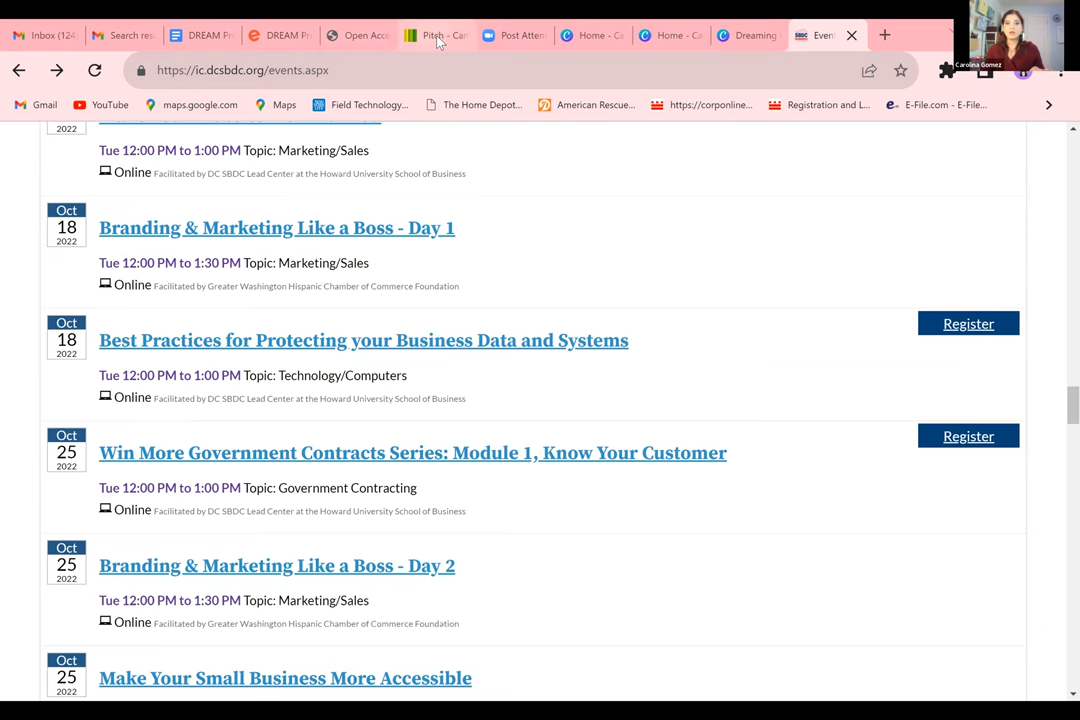 Inbox (124
Search res
DREAM Pr
DREAM Pr
Open Acc
Pitch - Can
Post Atten
Home - Ca
Home - Ca
Dreaming
SBDC
Even
https://ic.dcsbdc.org/events.aspx
Carolina Gomez
Gmail
YouTube
maps.google.com
Maps
Field Technology...
The Home Depot...
American Rescue...
https://corponline...
Registration and L...
E-File.com - E-File...
2022
Tue 12:00 PM to 1:00 PM Topic: Marketing/Sales
Online Facilitated by DC SBDC Lead Center at the Howard University School of Business
Oct
18
2022
Branding & Marketing Like a Boss - Day 1
Tue 12:00 PM to 1:30 PM Topic: Marketing/Sales
Online Facilitated by Greater Washington Hispanic Chamber of Commerce Foundation
Oct
18
2022
Best Practices for Protecting your Business Data and Systems
Register
Tue 12:00 PM to 1:00 PM Topic: Technology/Computers
Online Facilitated by DC SBDC Lead Center at the Howard University School of Business
Oct
25
2022
Win More Government Contracts Series: Module 1, Know Your Customer
Register
Tue 12:00 PM to 1:00 PM Topic: Government Contracting
Online Facilitated by DC SBDC Lead Center at the Howard University School of Business
Oct
25
2022
Branding & Marketing Like a Boss - Day 2
Tue 12:00 PM to 1:30 PM Topic: Marketing/Sales
Online Facilitated by Greater Washington Hispanic Chamber of Commerce Foundation
Oct
25
2022
Make Your Small Business More Accessible